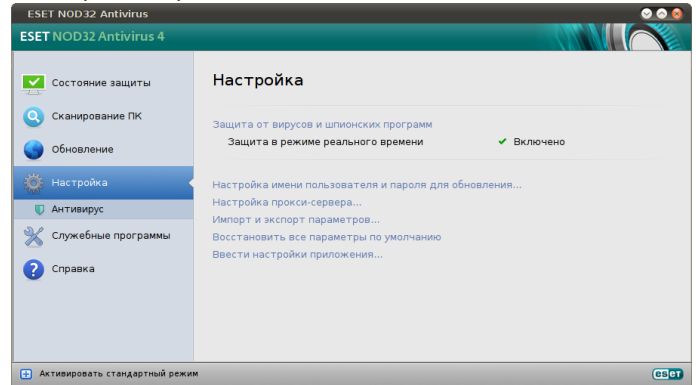 ESET NOD32 Antivirus
ESET NOD32 Antivirus 4
Состояние защиты
Сканирование ПК
Обновление
Настройка
Антивирус
Служебные программы
Справка
Настройка
Защита от вирусов и шпионских программ
Защита в режиме реального времени Включено
Настройка имени пользователя и пароля для обновления...
Настройка прокси-сервера...
Импорт и экспорт параметров...
Восстановить все параметры по умолчанию
Ввести настройки приложения...
Активировать стандартный режим
eseT